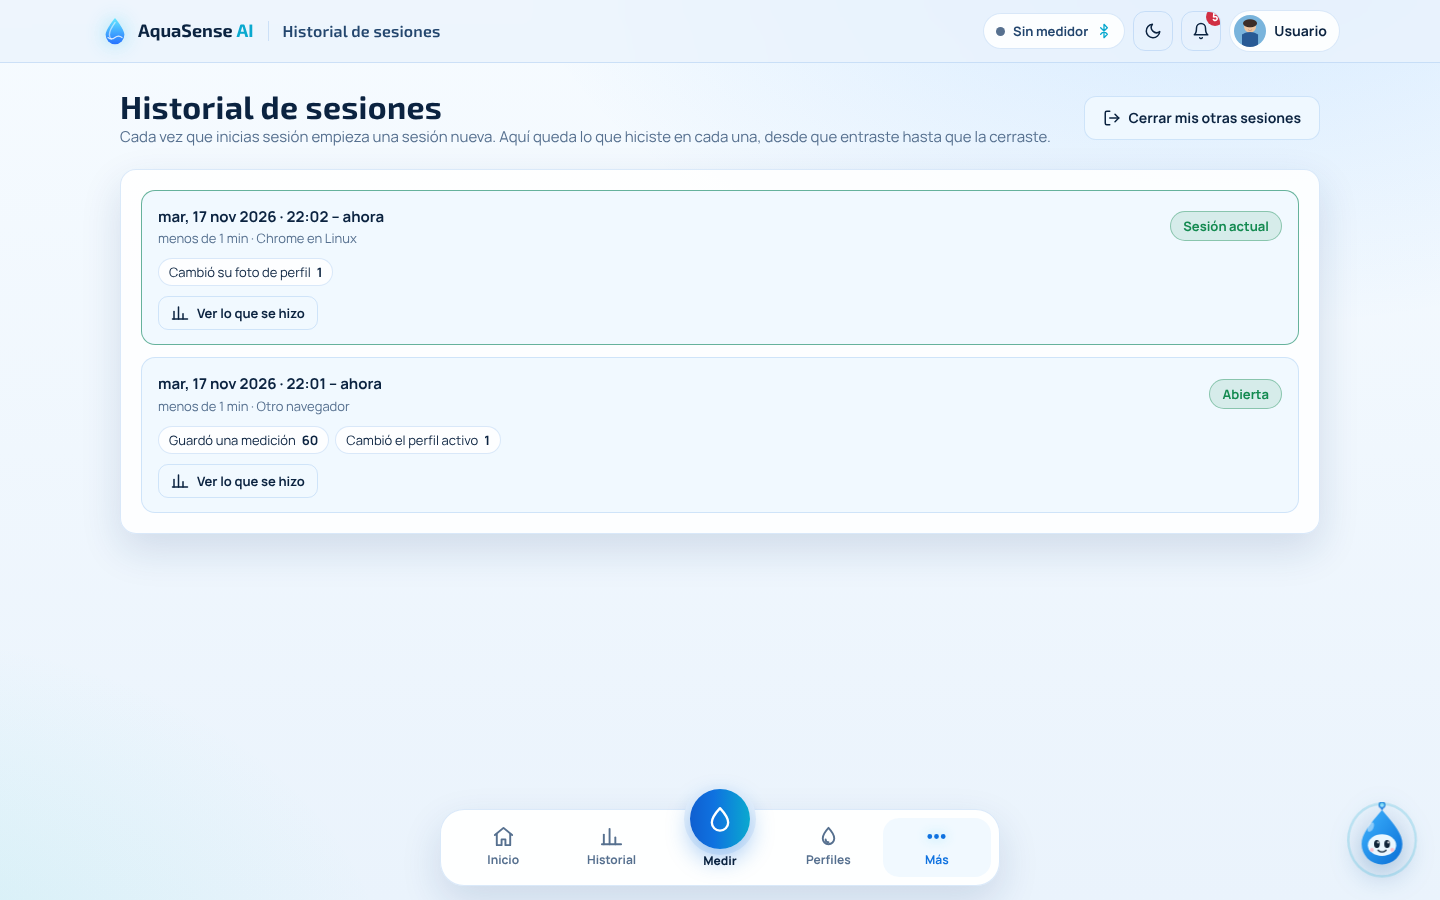 AquaSense AI
Historial de sesiones
Sin medidor
5
Usuario
Historial de sesiones
Cada vez que inicias sesión empieza una sesión nueva. Aquí queda lo que hiciste en cada una, desde que entraste hasta que la cerraste.
Cerrar mis otras sesiones
mar, 17 nov 2026 · 22:02 – ahora
menos de 1 min · Chrome en Linux
Sesión actual
Cambió su foto de perfil 1
Ver lo que se hizo
mar, 17 nov 2026 · 22:01 – ahora
menos de 1 min · Otro navegador
Abierta
Guardó una medición 60
Cambió el perfil activo 1
Ver lo que se hizo
Inicio
Historial
Medir
Perfiles
Más